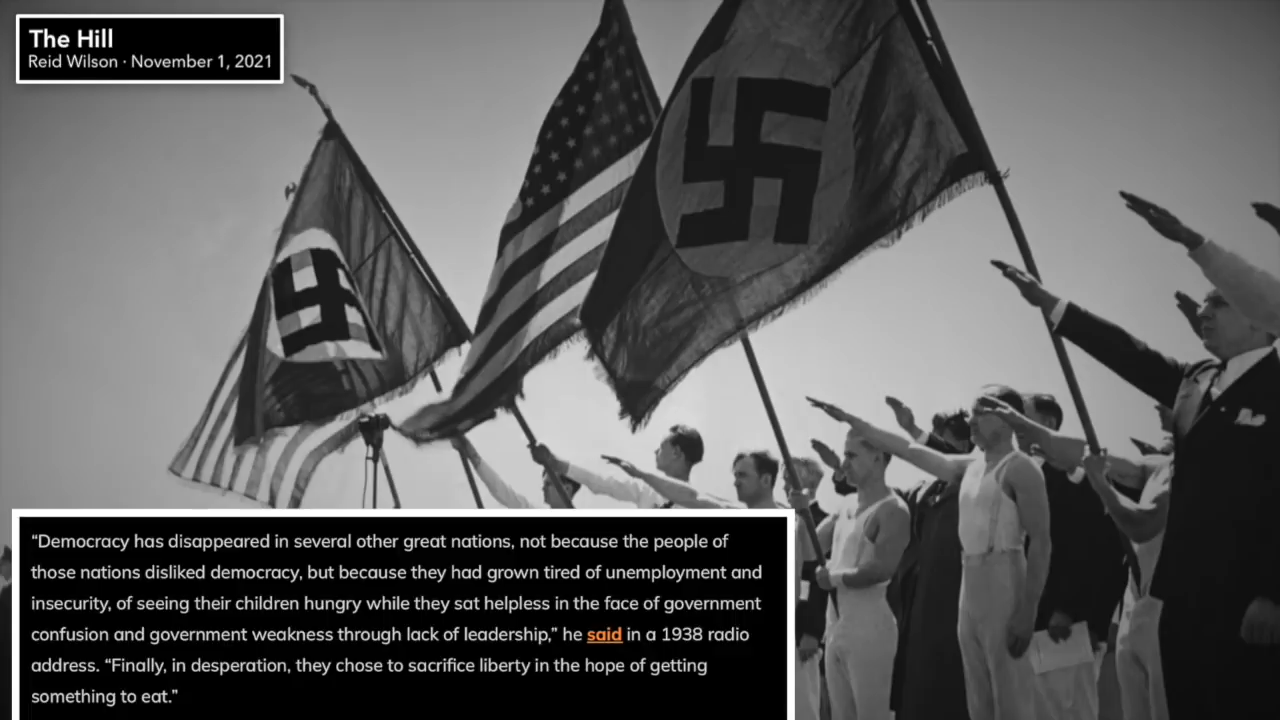 The Hill
Reid Wilson · November 1, 2021
“Democracy has disappeared in several other great nations, not because the people of
those nations disliked democracy, but because they had grown tired of unemployment and
insecurity, of seeing their children hungry while they sat helpless in the face of government
confusion and government weakness through lack of leadership,” he said in a 1938 radio
address. “Finally, in desperation, they chose to sacrifice liberty in the hope of getting
something to eat.”